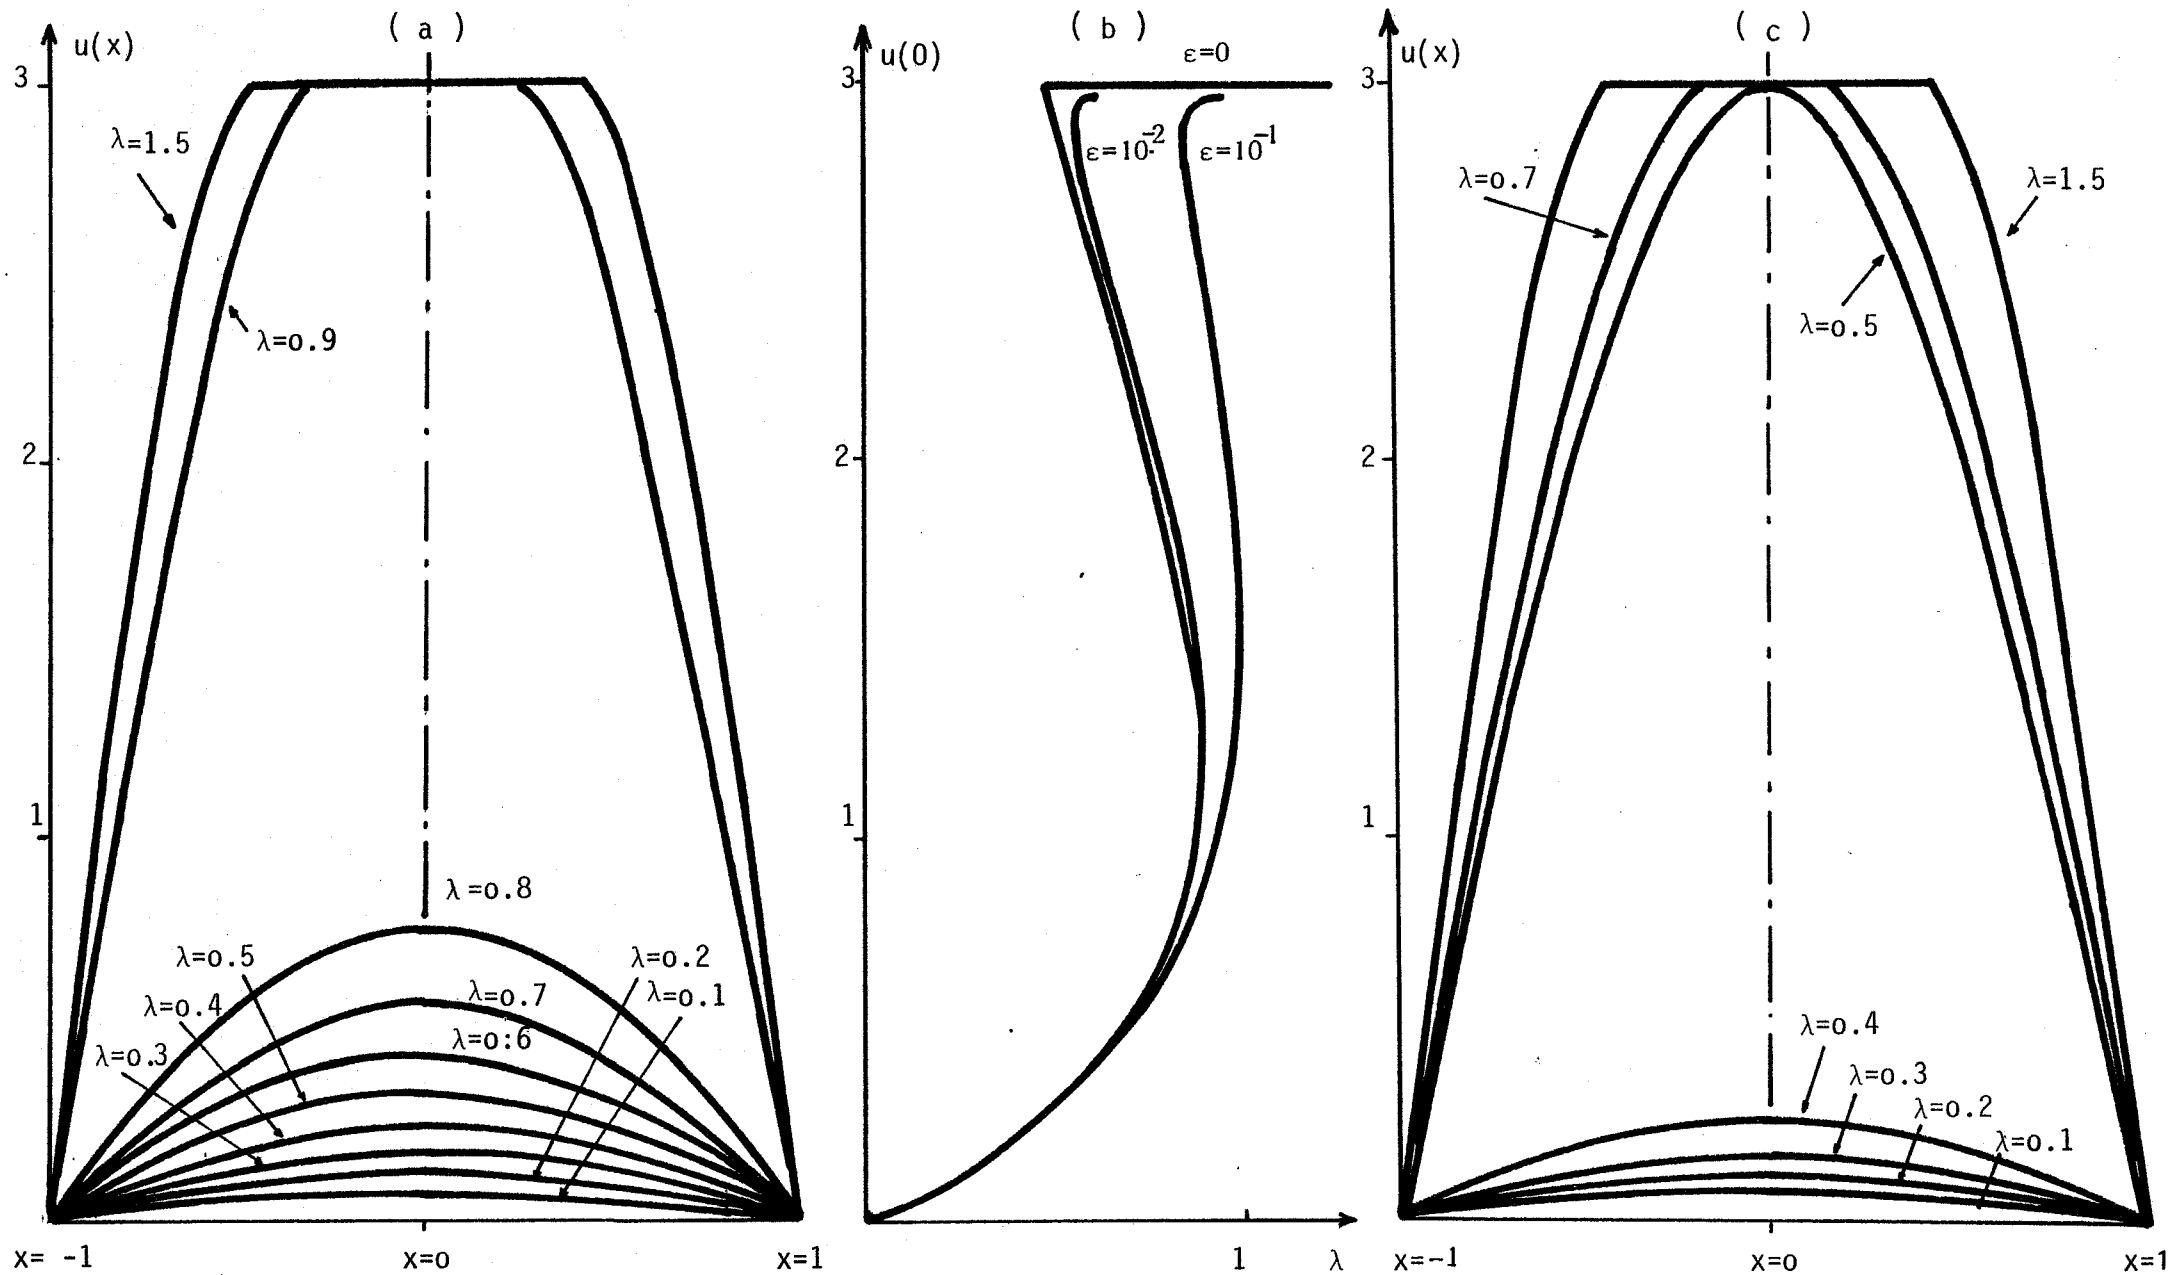 ( a )
u(x)
3
λ=1.5
λ=o.9
2
1
λ=o.8
λ=o.5
λ=o.2
λ=o.4
λ=o.7
λ=o.1
λ=o.3
λ=o:6
x= -1
x=o
x=1
( b )
u(0)
ε=0
3
ε=10-2
ε=10-1
2
1
1
λ
( c )
u(x)
3
λ=o.7
λ=1.5
λ=o.5
2
1
λ=o.4
λ=o.3
λ=o.2
λ=o.1
x=-1
x=o
x=1